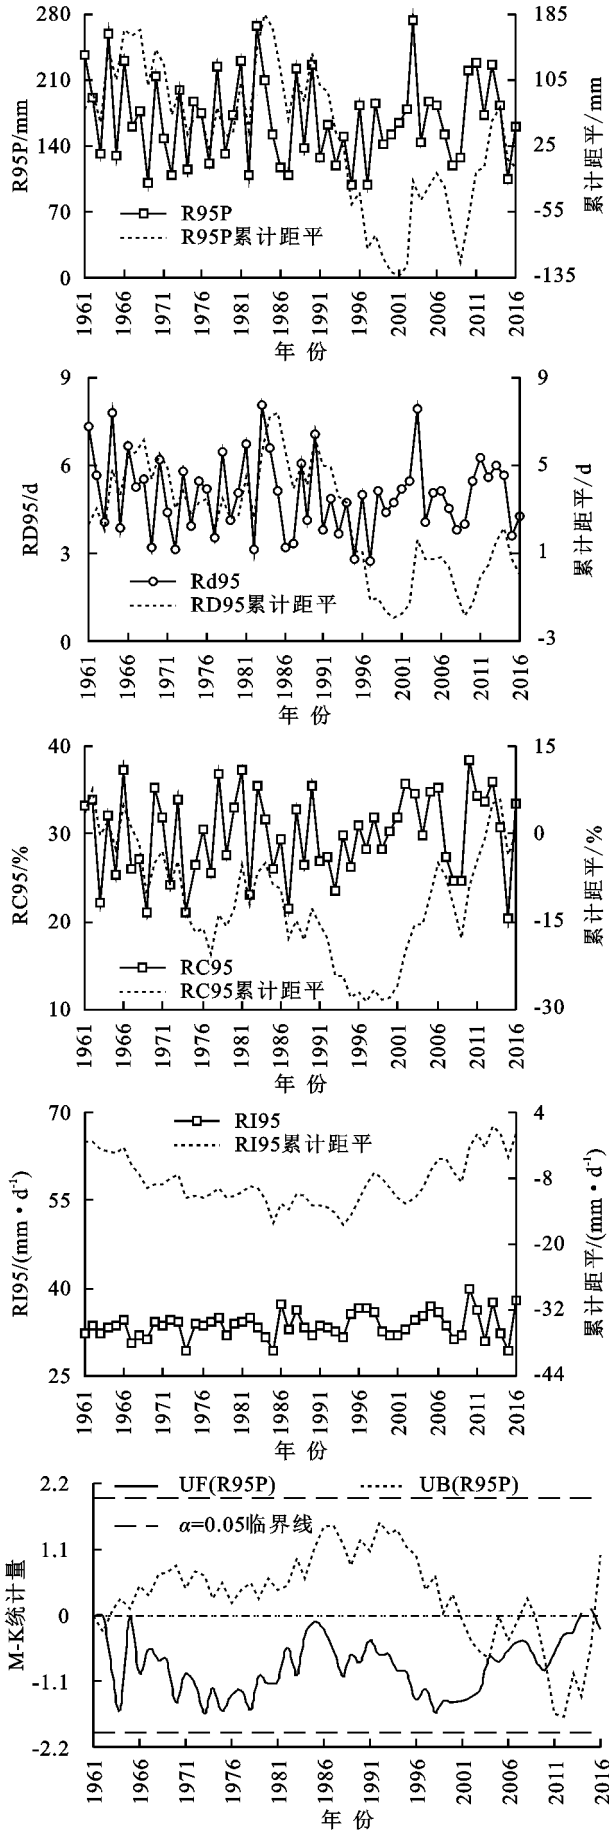 280
210
140
70
0
R95P/mm
185
105
25
-55
-135
累计距平/mm
R95P
R95P累计距平
1961 1966 1971 1976 1981 1986 1991 1996 2001 2006 2011 2016
年 份
9
6
3
0
RD95/d
9
5
1
-3
累计距平/d
Rd95
RD95累计距平
1961 1966 1971 1976 1981 1986 1991 1996 2001 2006 2011 2016
年 份
40
30
20
10
RC95/%
15
0
-15
-30
累计距平/%
RC95
RC95累计距平
1961 1966 1971 1976 1981 1986 1991 1996 2001 2006 2011 2016
年 份
70
55
40
25
RI95/(mm·d⁻¹)
4
-8
-20
-32
-44
累计距平/(mm·d⁻¹)
RI95
RI95累计距平
1961 1966 1971 1976 1981 1986 1991 1996 2001 2006 2011 2016
年 份
2.2
1.1
0
-1.1
-2.2
M-K统计量
UF(R95P)
UB(R95P)
α=0.05临界线
1961 1966 1971 1976 1981 1986 1991 1996 2001 2006 2011 2016
年 份